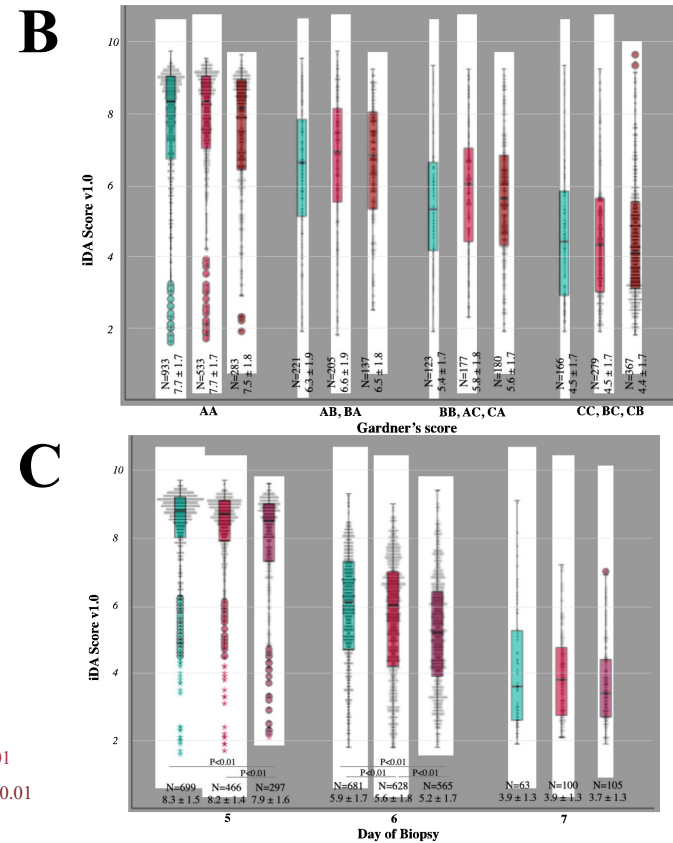 B
10
8
6
4
2
iDA Score v1.0
N=933
7.7 ± 1.7
N=533
7.7 ± 1.7
N=283
7.5 ± 1.8
N=221
6.3 ± 1.9
N=205
6.6 ± 1.9
N=137
6.5 ± 1.8
N=123
5.4 ± 1.7
N=177
5.8 ± 1.8
N=180
5.6 ± 1.7
N=166
4.5 ± 1.7
N=279
4.5 ± 1.7
N=367
4.4 ± 1.7
AA AB, BA BB, AC, CA CC, BC, CB
Gardner's score
C
10
8
6
4
2
iDA Score v1.0
P<0.01 P<0.01
P<0.01 P<0.01 P<0.01
N=699 N=466 N=297 N=681 N=628 N=565 N=63 N=100 N=105
8.3 ± 1.5 8.2 ± 1.4 7.9 ± 1.6 5.9 ± 1.7 5.6 ± 1.8 5.2 ± 1.7 3.9 ± 1.3 3.9 ± 1.3 3.7 ± 1.3
5 6 7
Day of Biopsy
01
0.01